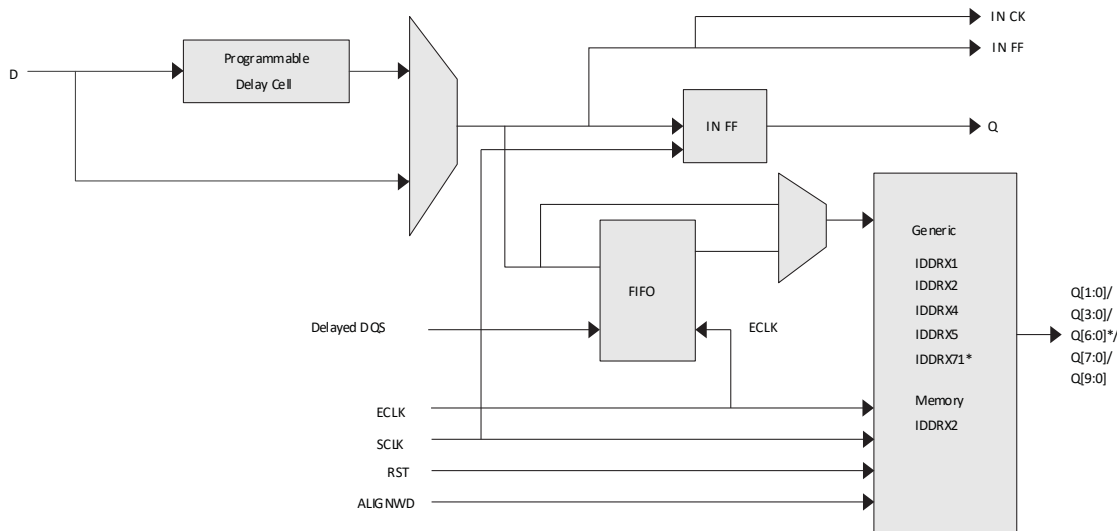 IN CK
IN FF
D
Programmable
Delay Cell
IN FF
Q
Generic
IDDRX1
IDDRX2
IDDRX4
IDDRX5
IDDRX71*
Memory
IDDRX2
FIFO
Q[1:0]/
Q[3:0]/
Q[6:0]*/
Q[7:0]/
Q[9:0]
Delayed DQS
ECLK
ECLK
SCLK
RST
ALIGNWD